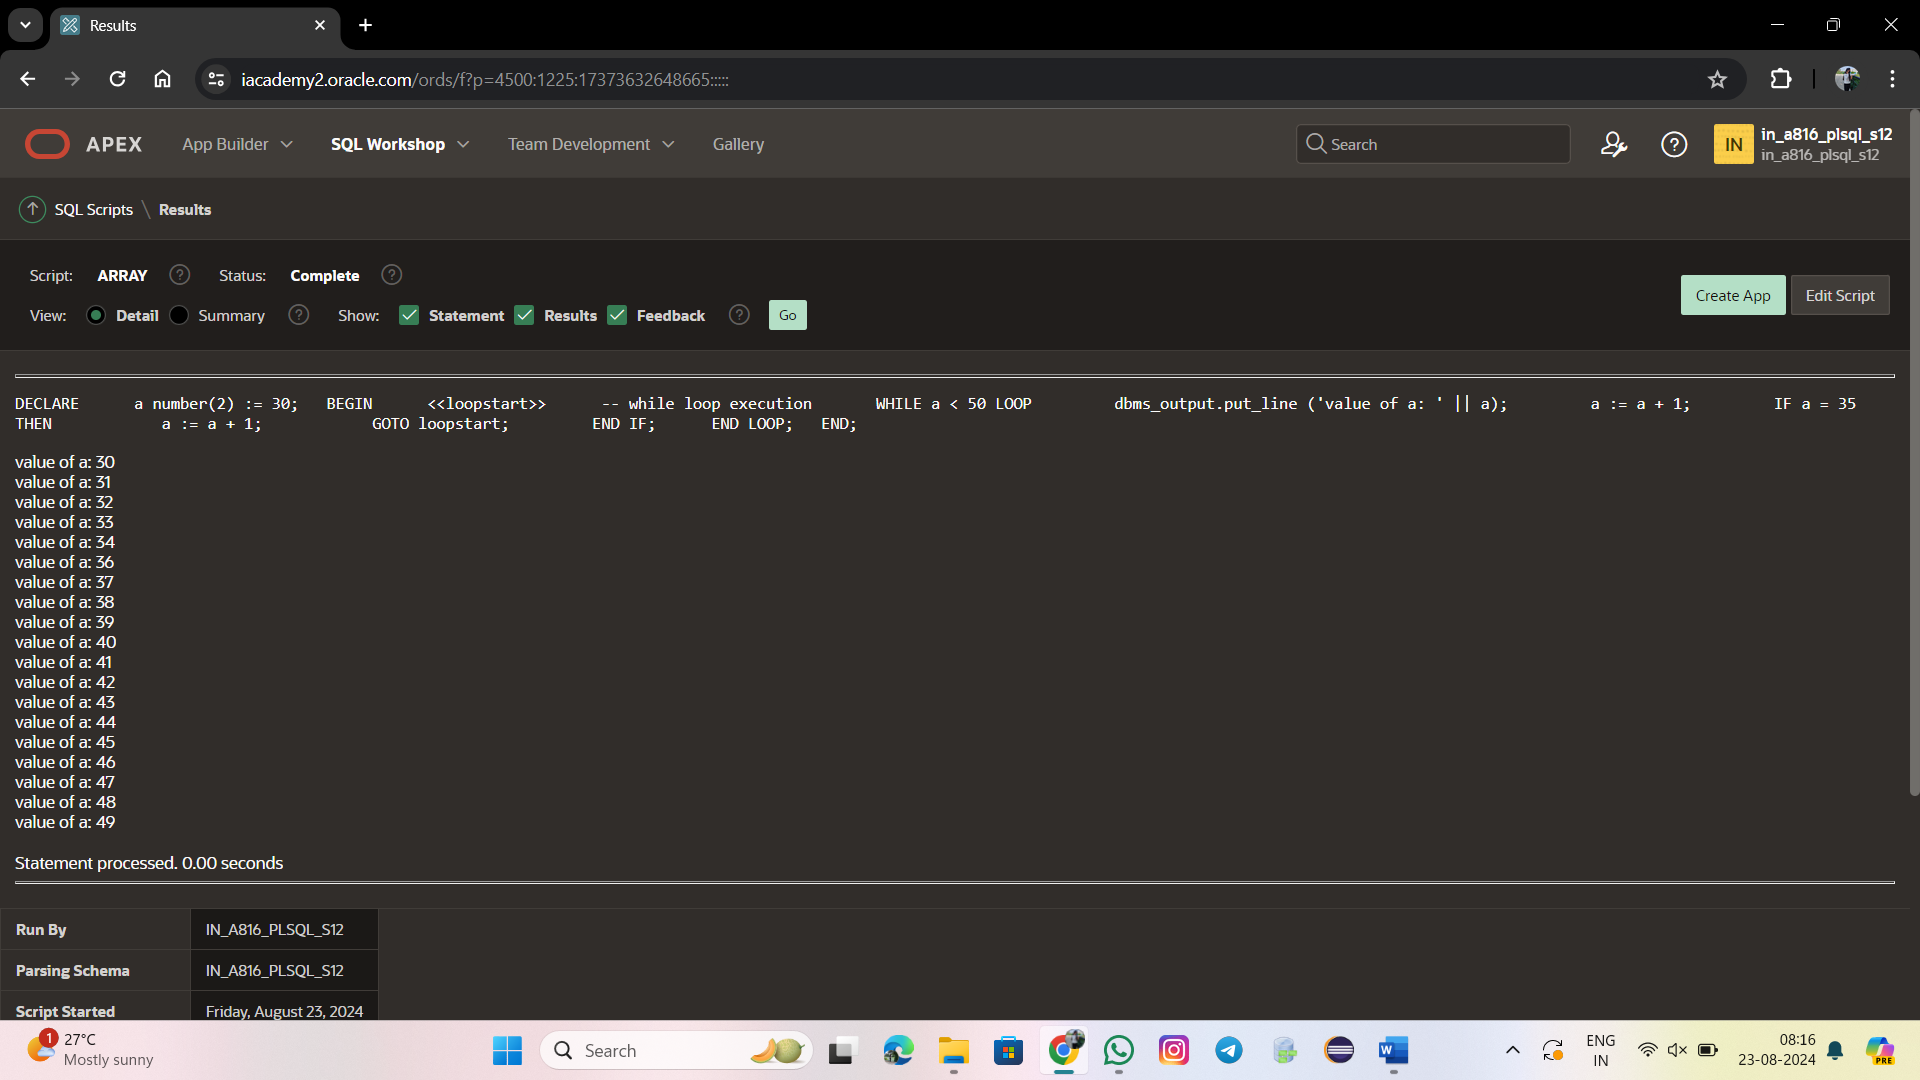 Results
iacademy2.oracle.com/ords/f?p=4500:1225:17373632648665:::::
APEX App Builder SQL Workshop Team Development Gallery Search ? IN in_a816_plsql_s12
in_a816_plsql_s12
SQL Scripts \ Results
Script: ARRAY ? Status: Complete ?
Create App Edit Script
View: Detail Summary ? Show: Statement Results Feedback ? Go
DECLARE a number(2) := 30; BEGIN <<loopstart>> -- while loop execution WHILE a < 50 LOOP dbms_output.put_line ('value of a: ' || a); a := a + 1; IF a = 35
THEN a := a + 1; GOTO loopstart; END IF; END LOOP; END;
value of a: 30
value of a: 31
value of a: 32
value of a: 33
value of a: 34
value of a: 36
value of a: 37
value of a: 38
value of a: 39
value of a: 40
value of a: 41
value of a: 42
value of a: 43
value of a: 44
value of a: 45
value of a: 46
value of a: 47
value of a: 48
value of a: 49
Statement processed. 0.00 seconds
Run By IN_A816_PLSQL_S12
Parsing Schema IN_A816_PLSQL_S12
Script Started Friday, August 23, 2024
1 27°C
Mostly sunny
Search
W
ENG
IN
08:16
23-08-2024
PRE